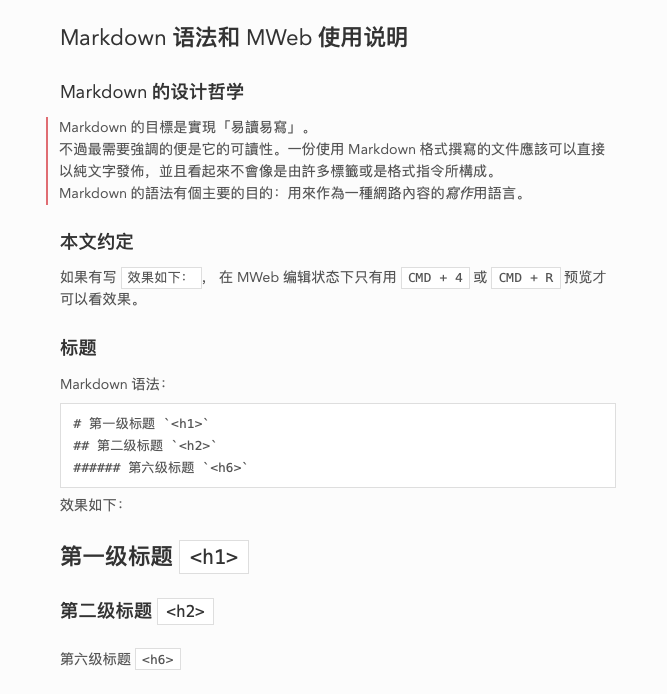 Markdown 语法和 MWeb 使用说明
Markdown 的设计哲学
Markdown 的目標是實現「易讀易寫」。
不過最需要強調的便是它的可讀性。一份使用 Markdown 格式撰寫的文件應該可以直接
以純文字發佈，並且看起來不會像是由許多標籤或是格式指令所構成。
Markdown 的語法有個主要的目的：用來作為一種網路內容的寫作用語言。
本文约定
如果有写 效果如下：， 在 MWeb 编辑状态下只有用 CMD + 4 或 CMD + R 预览才
可以看效果。
标题
Markdown 语法：
# 第一级标题 `<h1>`
## 第二级标题 `<h2>`
###### 第六级标题 `<h6>`
效果如下：
第一级标题 <h1>
第二级标题 <h2>
第六级标题 <h6>